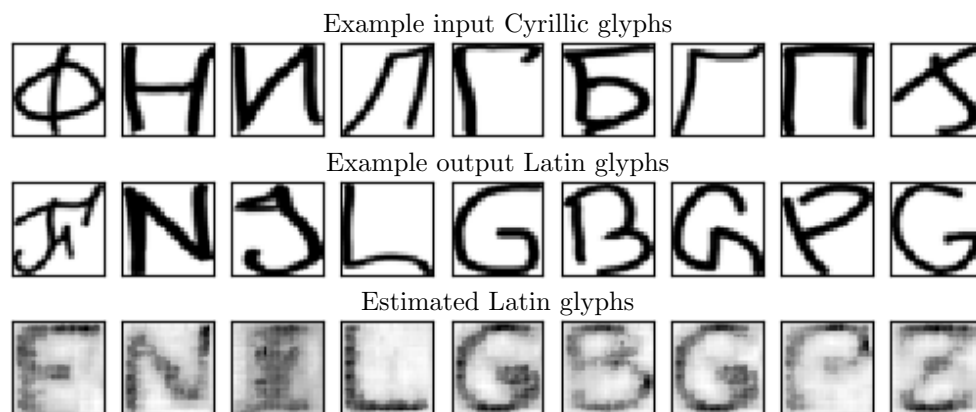 Example input Cyrillic glyphs
Ф Н И Л Г Б Г П
Example output Latin glyphs
F N J L G B G P G
Estimated Latin glyphs
F N I L G B G P Z